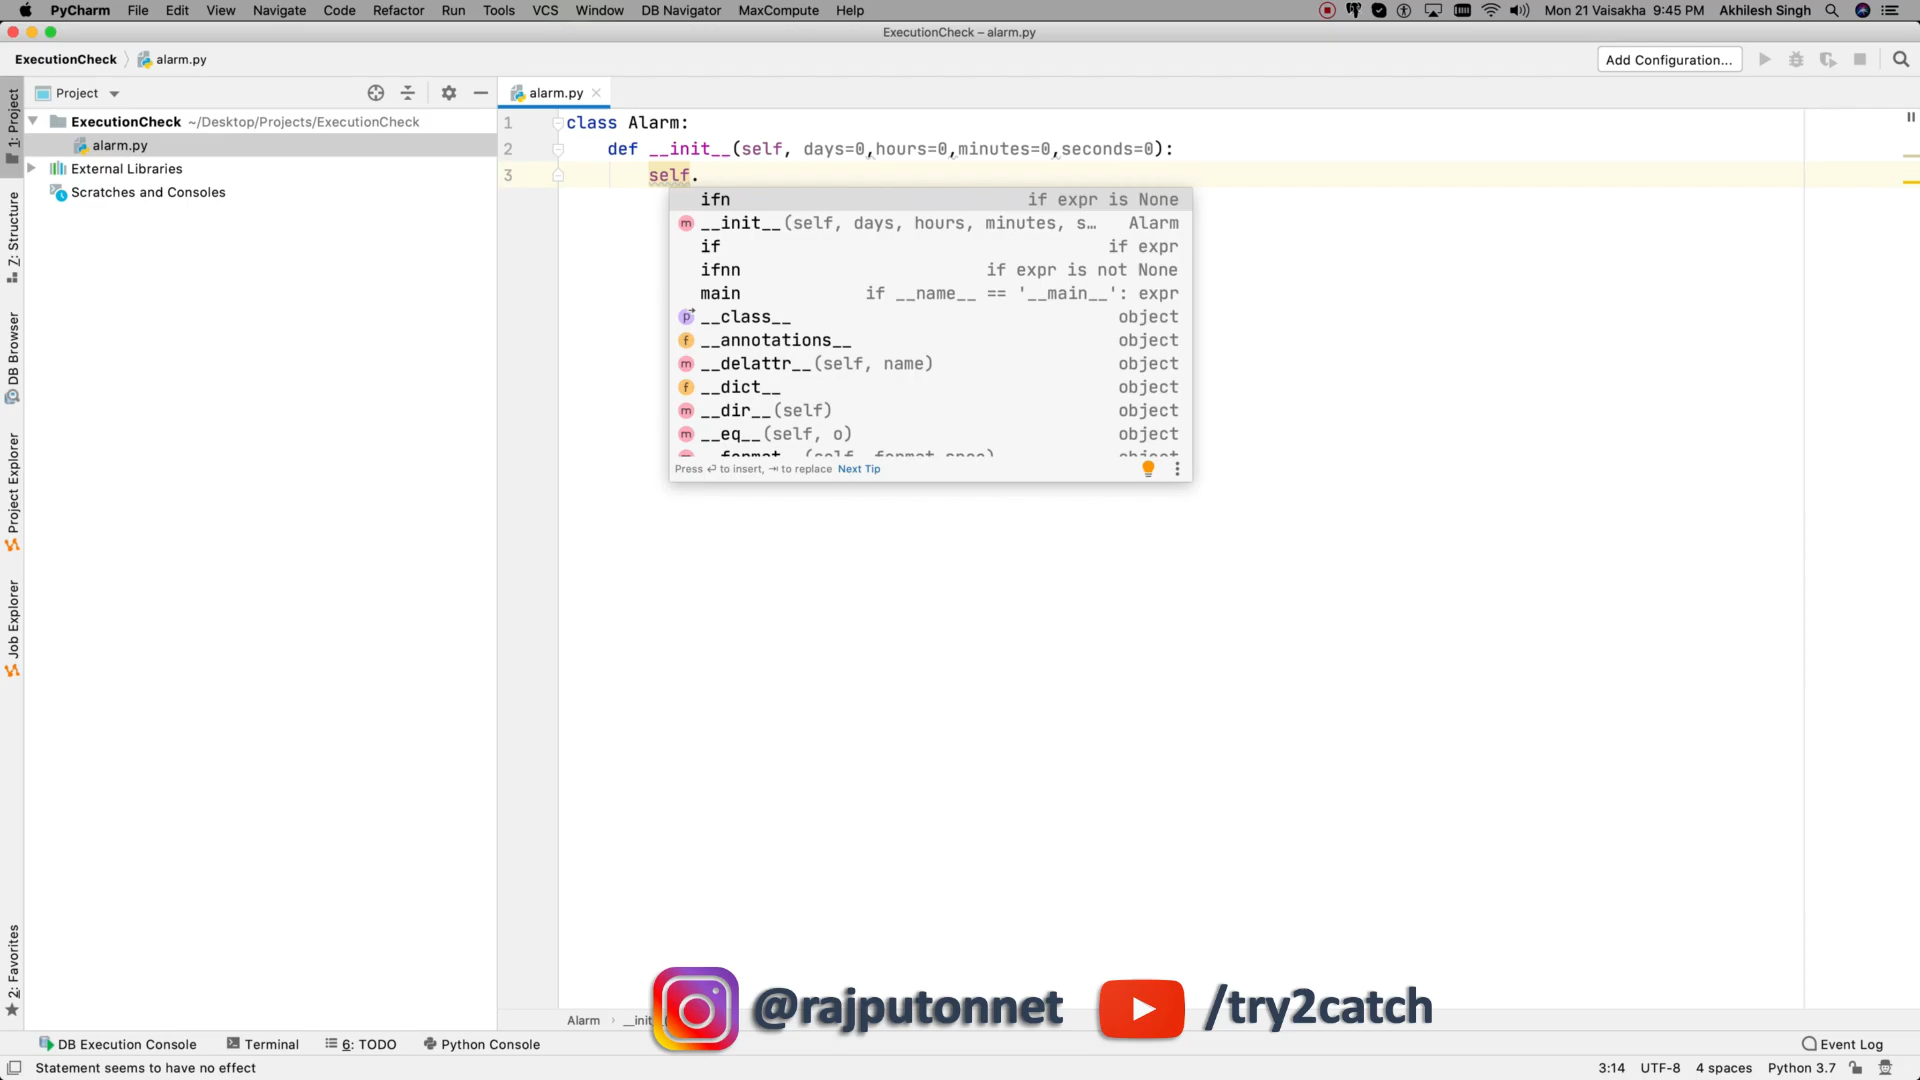 PyCharm File Edit View Navigate Code Refactor Run Tools VCS Window DB Navigator MaxCompute Help Mon 21 Vaisakha 9:45 PM Akhilesh Singh
ExecutionCheck – alarm.py
ExecutionCheck alarm.py Add Configuration...
Project alarm.py
ExecutionCheck ~/Desktop/Projects/ExecutionCheck
alarm.py
External Libraries
Scratches and Consoles
1: Project
7: Structure
DB Browser
Project Explorer
Job Explorer
2: Favorites
1 class Alarm:
2 def __init__(self, days=0,hours=0,minutes=0,seconds=0):
3 self.
ifn if expr is None
m __init__(self, days, hours, minutes, s… Alarm
if if expr
ifnn if expr is not None
main if __name__ == '__main__': expr
p __class__ object
f __annotations__ object
m __delattr__(self, name) object
f __dict__ object
m __dir__(self) object
m __eq__(self, o) object
__format__(self, format_spec) object
Press ↩ to insert, ⇥ to replace Next Tip
Alarm › __init
@rajputonnet /try2catch
DB Execution Console Terminal 6: TODO Python Console Event Log
Statement seems to have no effect 3:14 UTF-8 4 spaces Python 3.7